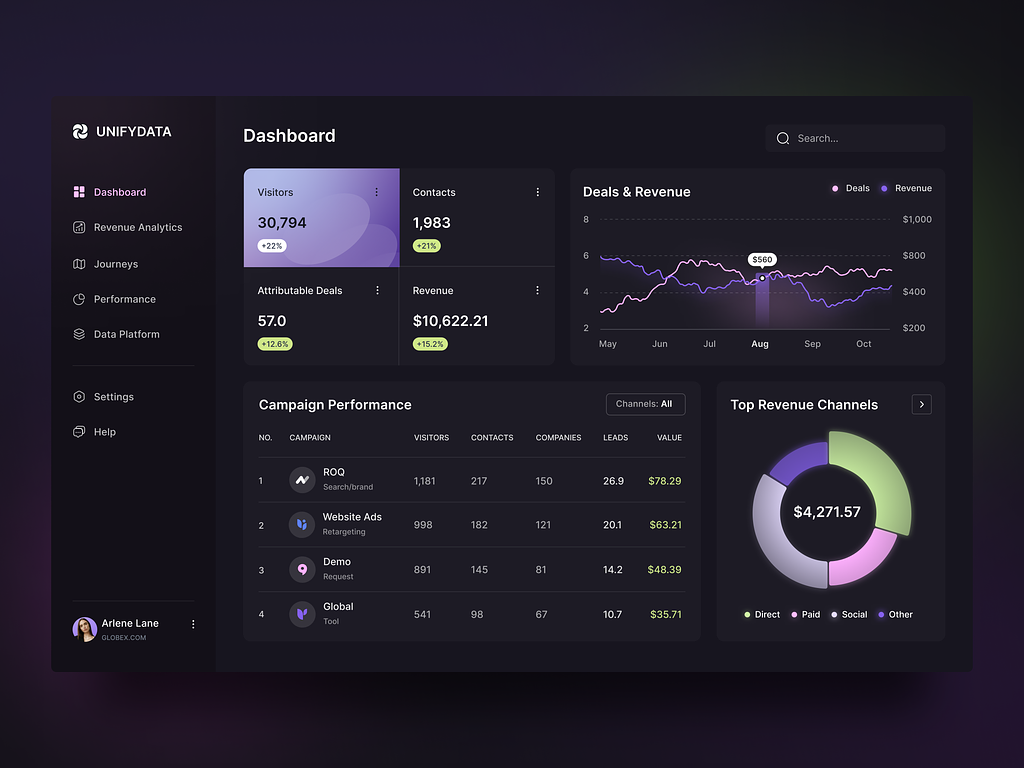 UNIFYDATA
Dashboard
Revenue Analytics
Journeys
Performance
Data Platform
Settings
Help
Arlene Lane
GLOBEX.COM
Dashboard
Search...
Visitors
30,794
+22%
Contacts
1,983
+21%
Attributable Deals
57.0
+12.6%
Revenue
$10,622.21
+15.2%
Deals & Revenue
Deals Revenue
8 $1,000
6 $800
4 $400
2 $200
$560
May Jun Jul Aug Sep Oct
Campaign Performance
Channels: All
NO. CAMPAIGN VISITORS CONTACTS COMPANIES LEADS VALUE
1 ROQ 1,181 217 150 26.9 $78.29
Search/brand
2 Website Ads 998 182 121 20.1 $63.21
Retargeting
3 Demo 891 145 81 14.2 $48.39
Request
4 Global 541 98 67 10.7 $35.71
Tool
Top Revenue Channels
$4,271.57
Direct Paid Social Other